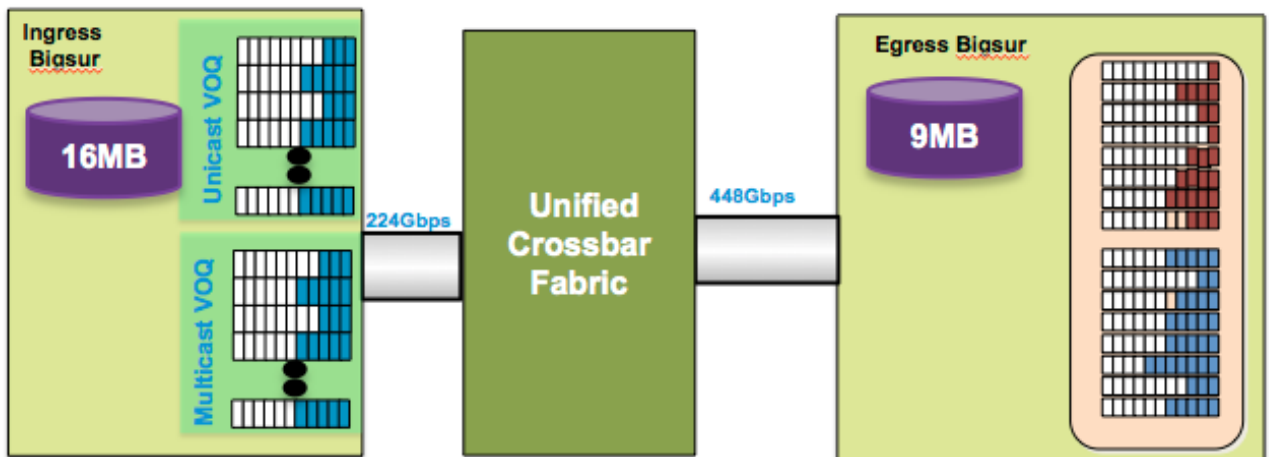 Ingress
Bigsur
16MB
Unicast VOQ
Multicast VOQ
224Gbps
Unified
Crossbar
Fabric
448Gbps
Egress Bigsur
9MB